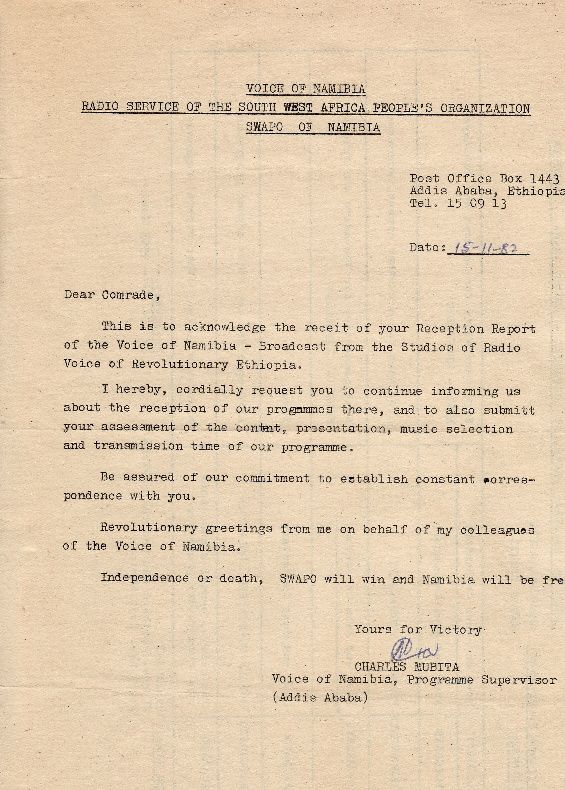 VOICE OF NAMIBIA
RADIO SERVICE OF THE SOUTH WEST AFRICA PEOPLE'S ORGANIZATION
SWAPO OF NAMIBIA
Post Office Box 1443
Addis Ababa, Ethiopia
Tel. 15 09 13
Date: 15-11-82
Dear Comrade,
This is to acknowledge the receit of your Reception Report
of the Voice of Namibia - Broadcast from the Studios of Radio
Voice of Revolutionary Ethiopia.
I hereby, cordially request you to continue informing us
about the reception of our progmmes there, and to also submitt
your assessment of the content, presentation, music selection
and transmission time of our programme.
Be assured of our commitment to establish constant corres-
pondence with you.
Revolutionary greetings from me on behalf of my colleagues
of the Voice of Namibia.
Independence or death, SWAPO will win and Namibia will be fre
Yours for Victory
CHARLES MUBITA
Voice of Namibia, Programme Supervisor
(Addis Ababa)